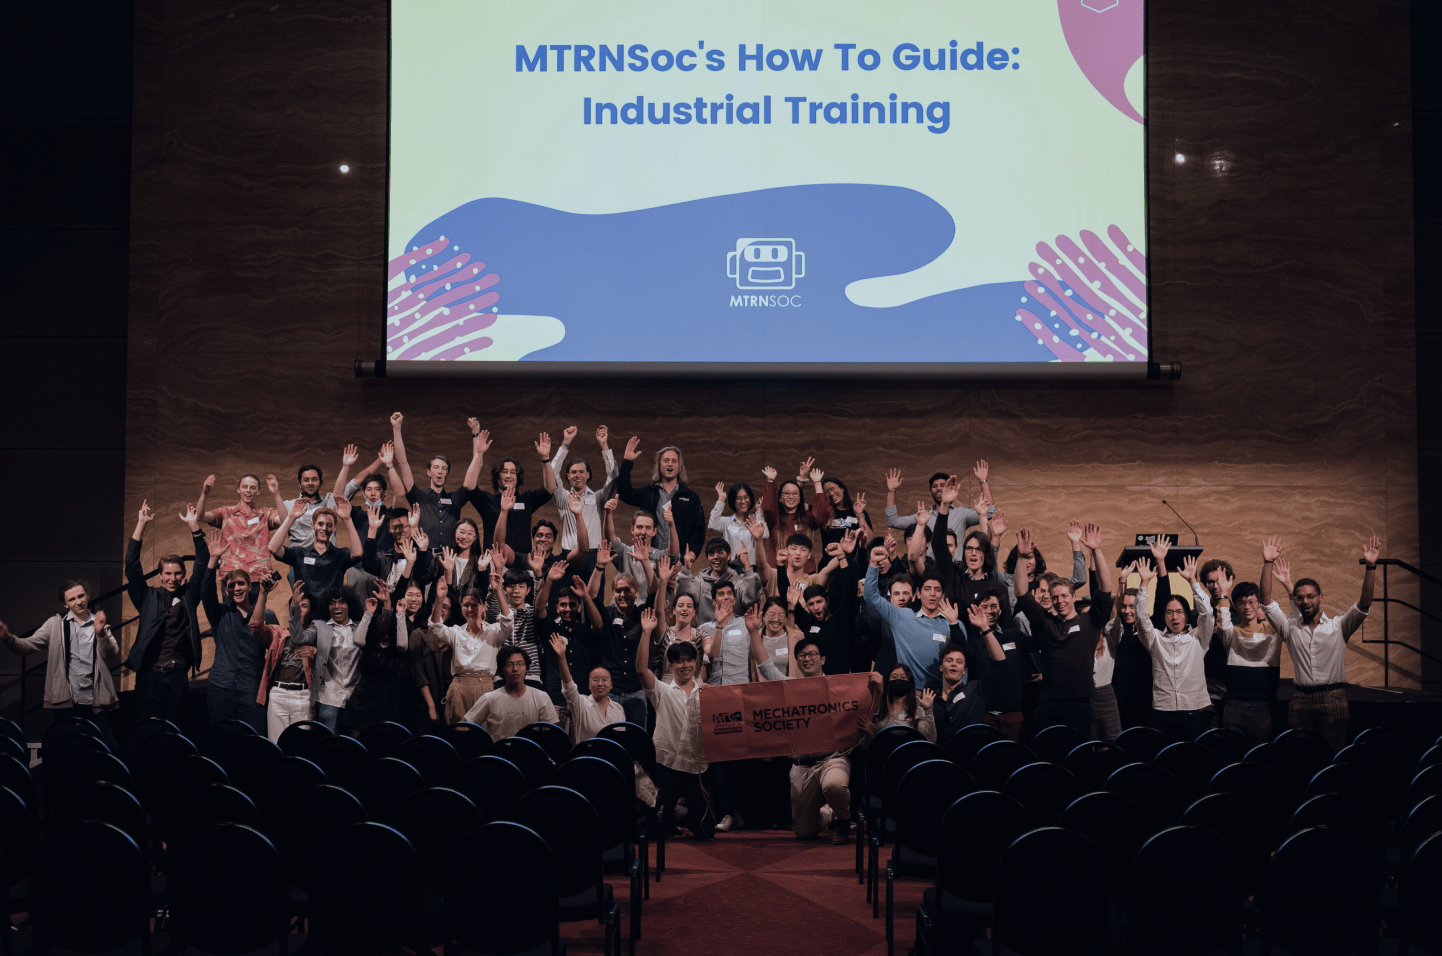 MTRNSoc's How To Guide:
Industrial Training
MTRNSOC
MECHATRONICS
SOCIETY